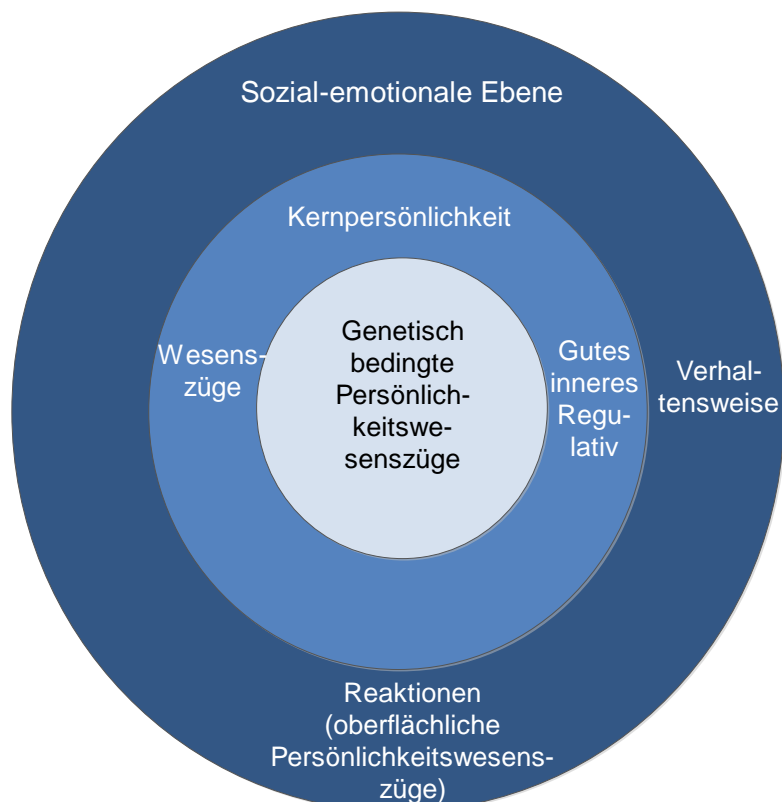 Sozial-emotionale Ebene
Kernpersönlichkeit
Wesens-
züge
Genetisch
bedingte
Persönlich-
keitswe-
senszüge
Gutes
inneres
Regu-
lativ
Verhal-
tensweise
Reaktionen
(oberflächliche
Persönlichkeitswesens-
züge)